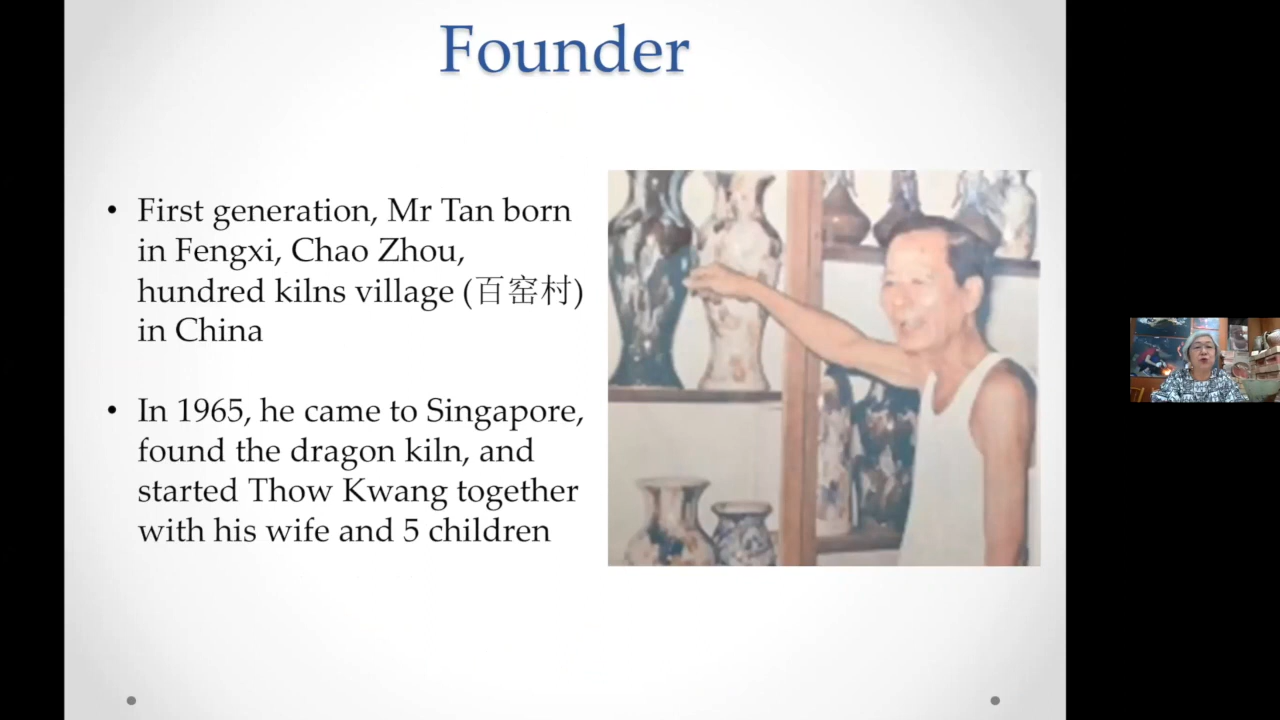 Founder
• First generation, Mr Tan born
in Fengxi, Chao Zhou,
hundred kilns village (百窑村)
in China
• In 1965, he came to Singapore,
found the dragon kiln, and
started Thow Kwang together
with his wife and 5 children